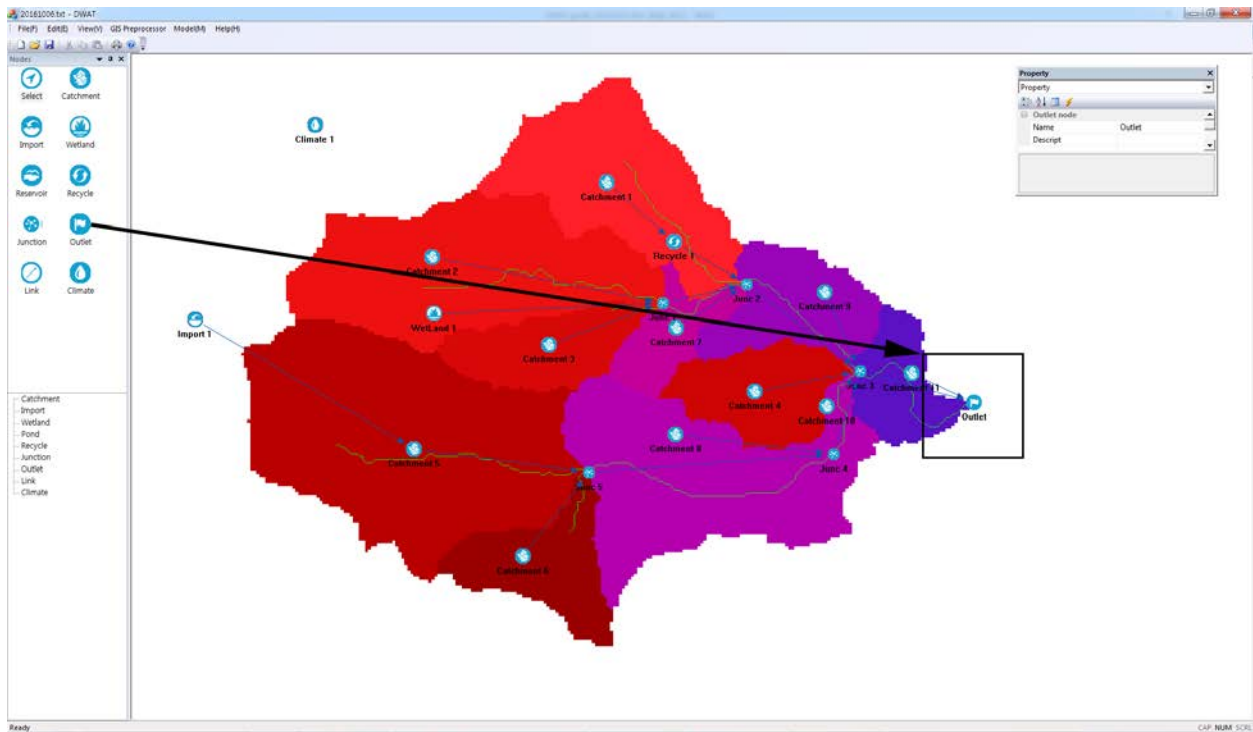 20161006.txt - DWAT
File(F) Edit(E) View(V) GIS Preprocessor Model(M) Help(H)
Nodes
Select Catchment
Import Wetland
Reservoir Recycle
Junction Outlet
Link Climate
Catchment
Import
Wetland
Pond
Recycle
Junction
Outlet
Link
Climate
Climate 1
Catchment 1
Recycle 1
Catchment 2
Junc 2
Catchment 9
WetLand 1
Import 1
Catchment 7
Catchment 3
Junc 3
Catchment 11
Catchment 4
Catchment 10
Outlet
Catchment 8
Catchment 5
Junc 4
Catchment 6
Property
Property
Outlet node
Name Outlet
Descript
Ready
CAP NUM SCRL